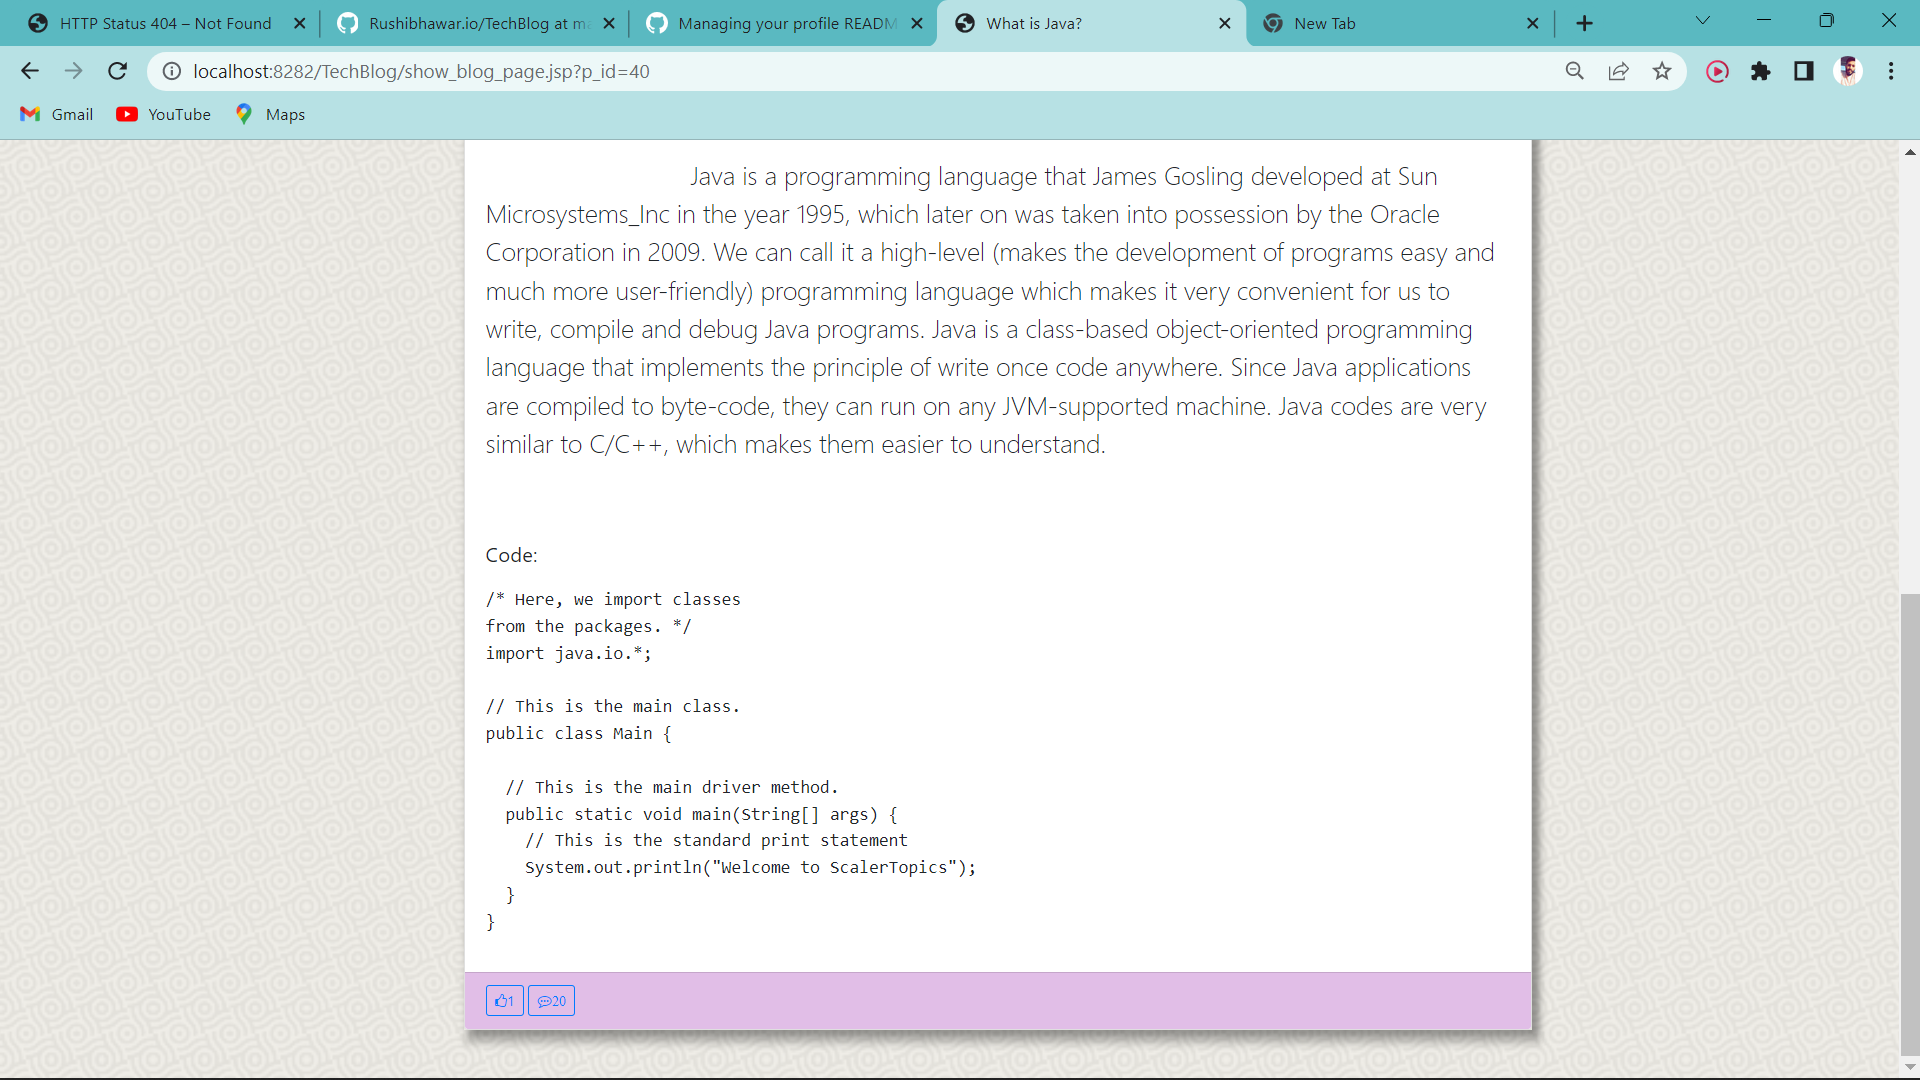 HTTP Status 404 – Not Found
Rushibhawar.io/TechBlog at ma
Managing your profile READM
What is Java?
New Tab
localhost:8282/TechBlog/show_blog_page.jsp?p_id=40
Gmail
YouTube
Maps
Java is a programming language that James Gosling developed at Sun
Microsystems_Inc in the year 1995, which later on was taken into possession by the Oracle
Corporation in 2009. We can call it a high-level (makes the development of programs easy and
much more user-friendly) programming language which makes it very convenient for us to
write, compile and debug Java programs. Java is a class-based object-oriented programming
language that implements the principle of write once code anywhere. Since Java applications
are compiled to byte-code, they can run on any JVM-supported machine. Java codes are very
similar to C/C++, which makes them easier to understand.
Code:
/* Here, we import classes
from the packages. */
import java.io.*;
// This is the main class.
public class Main {
// This is the main driver method.
public static void main(String[] args) {
// This is the standard print statement
System.out.println("Welcome to ScalerTopics");
}
}
1
20